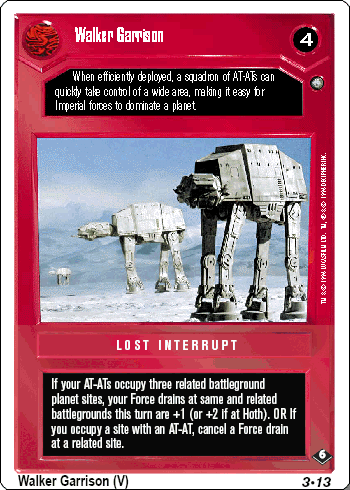 Walker Garrison
4
When efficiently deployed, a squadron of AT-ATs can
quickly take control of a wide area, making it easy for
Imperial forces to dominate a planet.
LOST INTERRUPT
If your AT-ATs occupy three related battleground
planet sites, your Force drains at same and related
battlegrounds this turn are +1 (or +2 if at Hoth). OR If
you occupy a site with an AT-AT, cancel a Force drain
at a related site.
6
Walker Garrison (V)
3•13